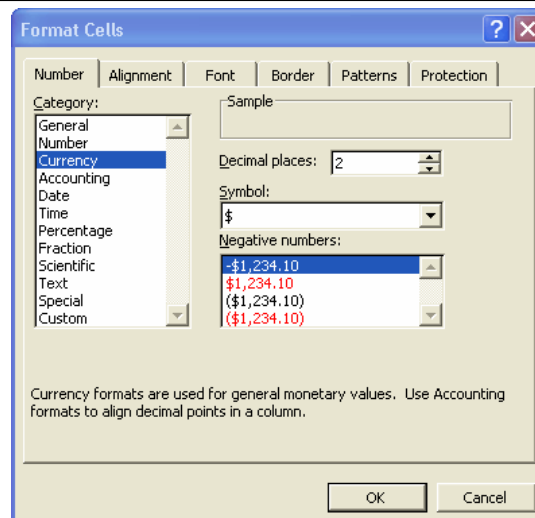 Format Cells
Number Alignment Font Border Patterns Protection
Category:
General
Number
Currency
Accounting
Date
Time
Percentage
Fraction
Scientific
Text
Special
Custom
Sample
Decimal places: 2
Symbol:
$
Negative numbers:
-$1,234.10
$1,234.10
($1,234.10)
($1,234.10)
Currency formats are used for general monetary values. Use Accounting
formats to align decimal points in a column.
OK Cancel